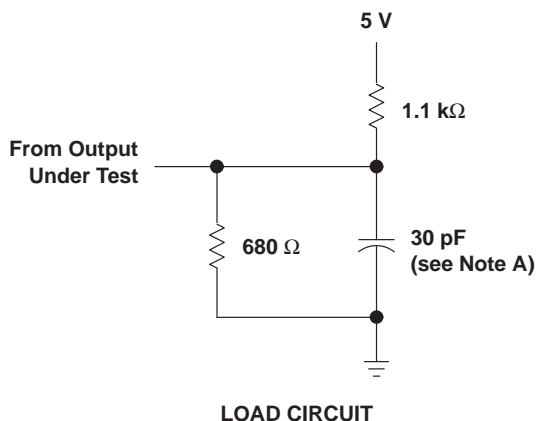 5 V
1.1 kΩ
From Output
Under Test
680 Ω
30 pF
(see Note A)
LOAD CIRCUIT